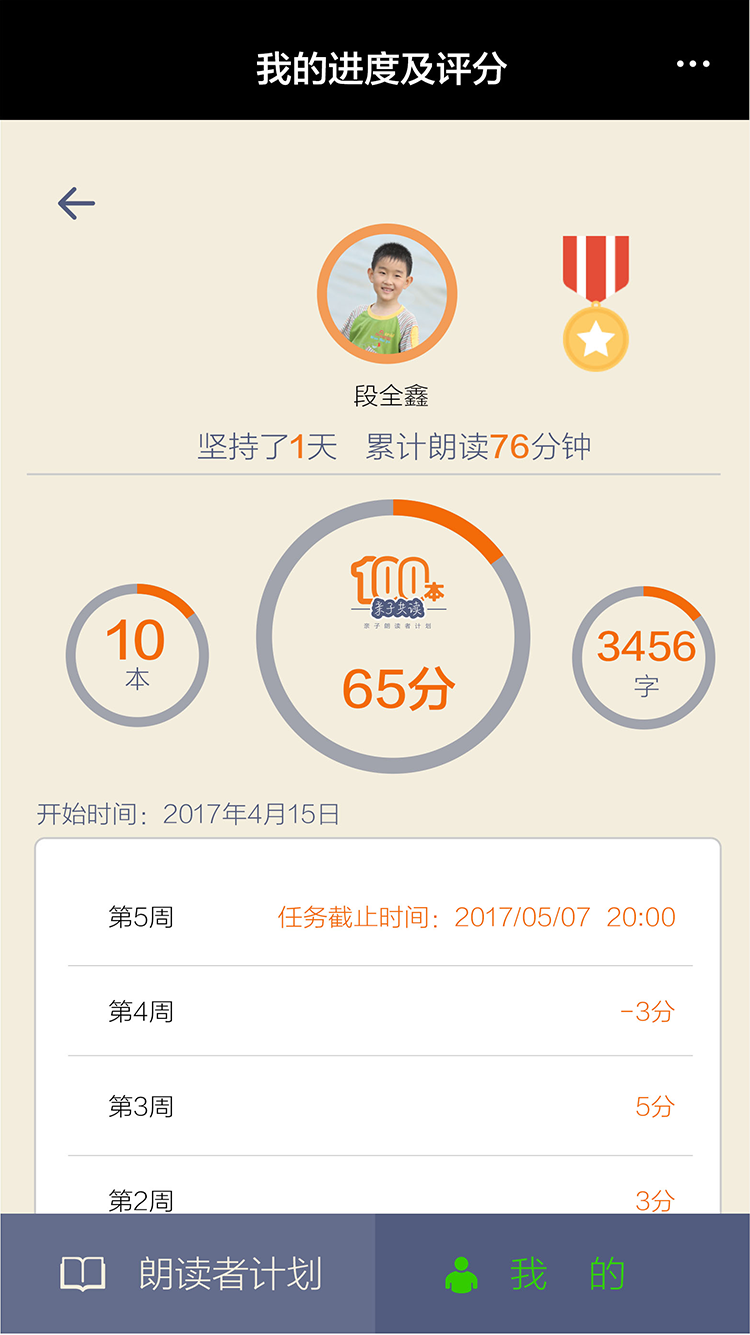 我的进度及评分
段全鑫
坚持了1天 累计朗读76分钟
100本
亲子共读
亲子朗读者计划
65分
10
本
3456
字
开始时间：2017年4月15日
第5周 任务截止时间：2017/05/07 20:00
第4周 -3分
第3周 5分
第2周 3分
朗读者计划 我 的